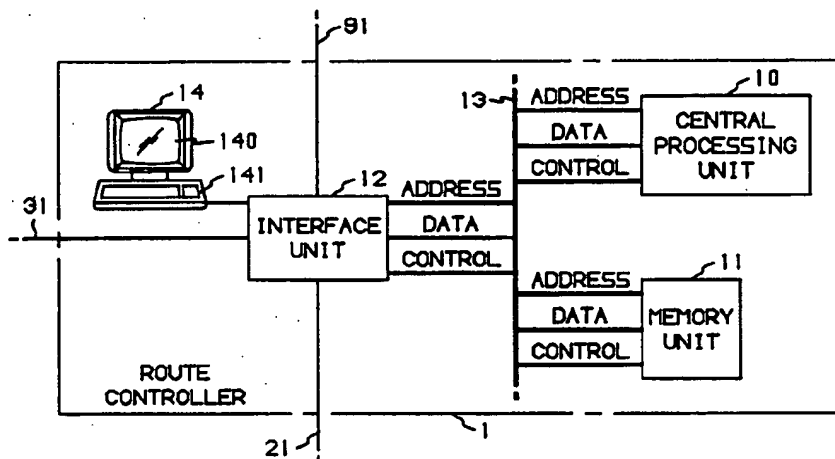 91
14
140
141
31
12
INTERFACE
UNIT
ADDRESS
DATA
CONTROL
13
ADDRESS
DATA
CONTROL
10
CENTRAL
PROCESSING
UNIT
ADDRESS
DATA
CONTROL
11
MEMORY
UNIT
ROUTE
CONTROLLER
21
1